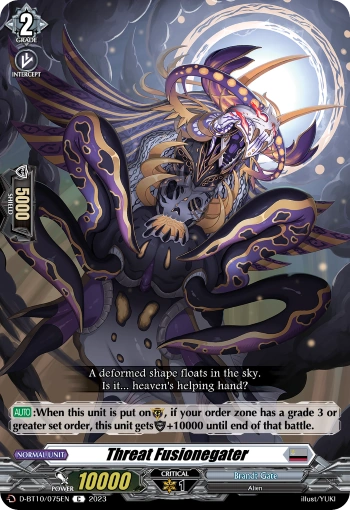 2
GRADE
INTERCEPT
5000
SHIELD
A deformed shape floats in the sky.
Is it... heaven's helping hand?
AUTO:When this unit is put on G, if your order zone has a grade 3 or
greater set order, this unit gets +10000 until end of that battle.
NORMAL UNIT
Threat Fusionegater
POWER 10000
CRITICAL
1
Brandt Gate
Alien
D-BT10/075EN C 2023
illust/YUKI